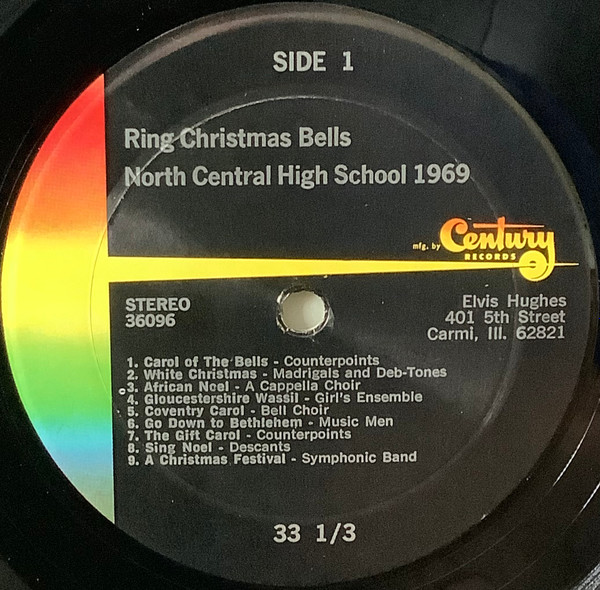 SIDE 1
Ring Christmas Bells
North Central High School 1969
mfg. by Century
RECORDS
STEREO
36096
Elvis Hughes
401 5th Street
Carmi, Ill. 62821
1. Carol of The Bells - Counterpoints
2. White Christmas - Madrigals and Deb-Tones
3. African Noel - A Cappella Choir
4. Gloucestershire Wassil - Girl's Ensemble
5. Coventry Carol - Bell Choir
6. Go Down to Bethlehem - Music Men
7. The Gift Carol - Counterpoints
8. Sing Noel - Descants
9. A Christmas Festival - Symphonic Band
33 1/3